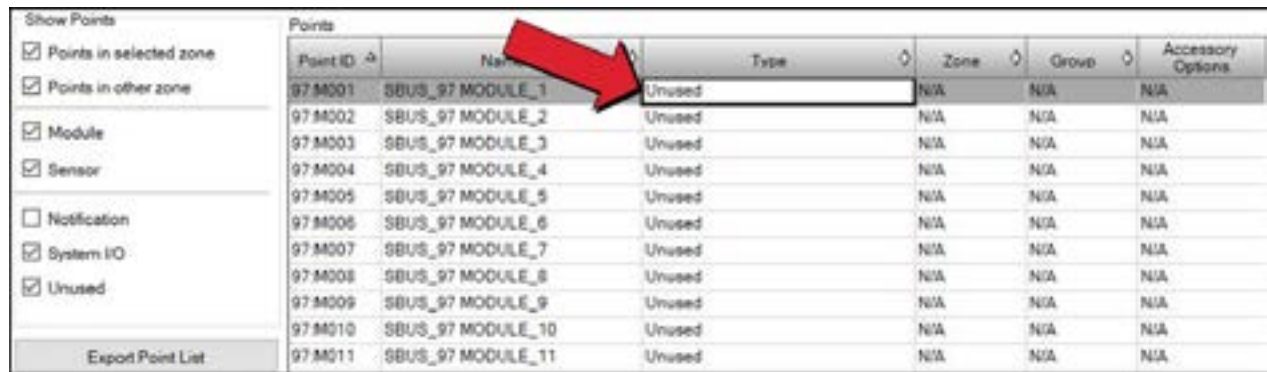 Show Points
Points in selected zone
Points in other zone
Module
Sensor
Notification
System I/O
Unused
Export Point List
Points
Point ID Type Zone Group Accessory Options
97:M001 SBUS_97 MODULE_1 Unused N/A N/A N/A
97:M002 SBUS_97 MODULE_2 Unused N/A N/A N/A
97:M003 SBUS_97 MODULE_3 Unused N/A N/A N/A
97:M004 SBUS_97 MODULE_4 Unused N/A N/A N/A
97:M005 SBUS_97 MODULE_5 Unused N/A N/A N/A
97:M006 SBUS_97 MODULE_6 Unused N/A N/A N/A
97:M007 SBUS_97 MODULE_7 Unused N/A N/A N/A
97:M008 SBUS_97 MODULE_8 Unused N/A N/A N/A
97:M009 SBUS_97 MODULE_9 Unused N/A N/A N/A
97:M010 SBUS_97 MODULE_10 Unused N/A N/A N/A
97:M011 SBUS_97 MODULE_11 Unused N/A N/A N/A